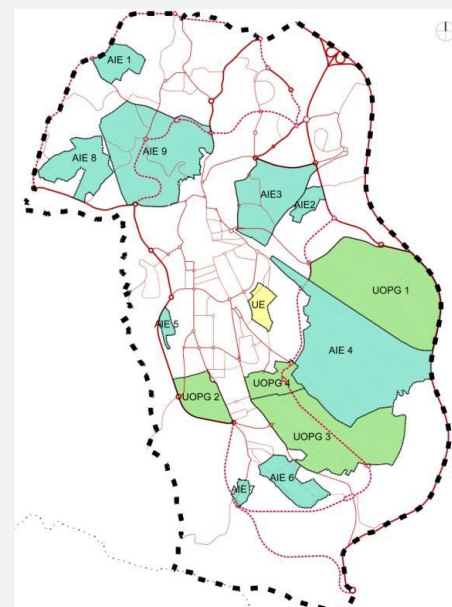 AIE 1
AIE 8
AIE 9
AIE3
AIE2
UOPG 1
UE
AIE 5
AIE 4
UOPG 4
UOPG 2
UOPG 3
AIE 6
AIE 7